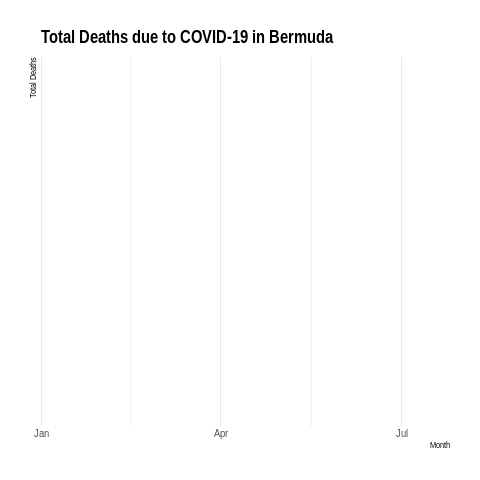 Total Deaths due to COVID-19 in Bermuda
Total Deaths
Jan Apr Jul
Month